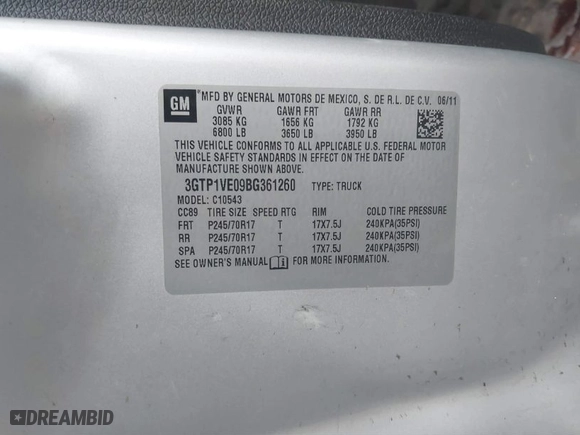 GM MFD BY GENERAL MOTORS DE MEXICO, S. DE R.L. DE C.V. 06/11
GVWR GAWR FRT GAWR RR
3085 KG 1656 KG 1792 KG
6800 LB 3650 LB 3950 LB
THIS VEHICLE CONFORMS TO ALL APPLICABLE U.S. FEDERAL MOTOR
VEHICLE SAFETY STANDARDS IN EFFECT ON THE DATE OF
MANUFACTURE SHOWN ABOVE.
3GTP1VE09BG361260 TYPE: TRUCK
MODEL: C10543
CC89 TIRE SIZE SPEED RTG RIM COLD TIRE PRESSURE
FRT P245/70R17 T 17X7.5J 240KPA(35PSI)
RR P245/70R17 T 17X7.5J 240KPA(35PSI)
SPA P245/70R17 T 17X7.5J 240KPA(35PSI)
SEE OWNER'S MANUAL FOR MORE INFORMATION.
DREAMBID